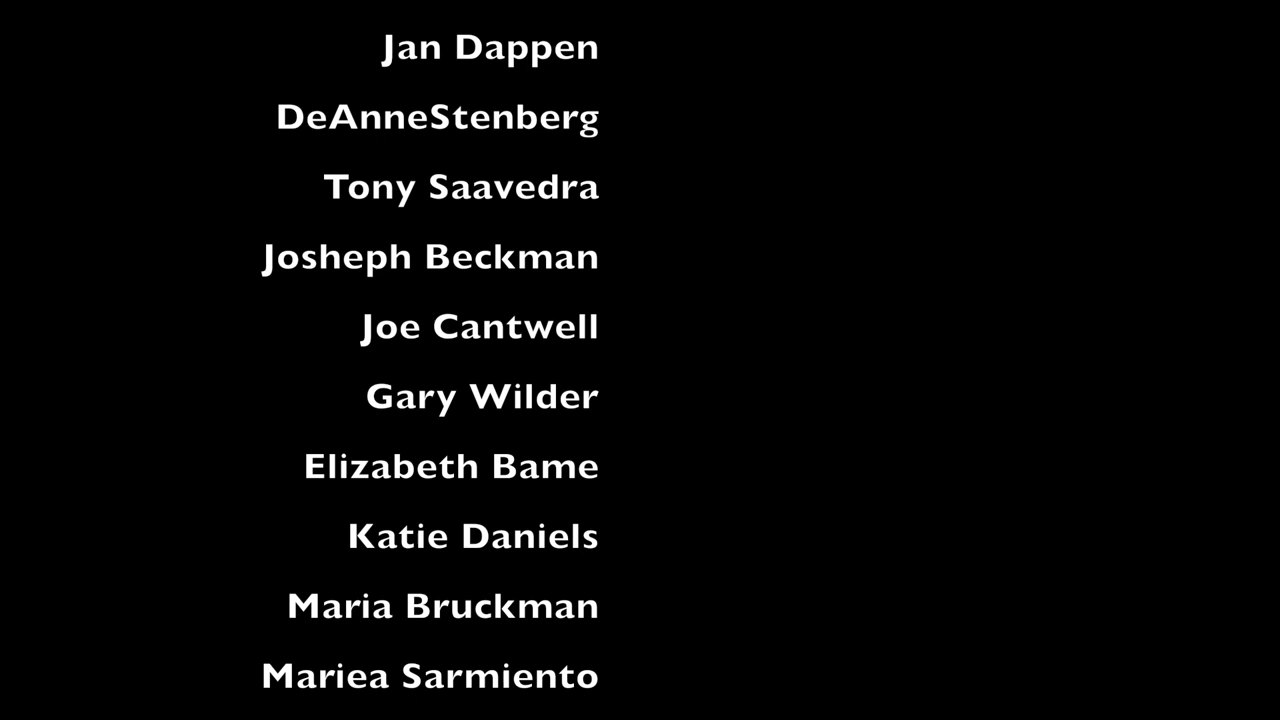 Jan Dappen
DeAnneStenberg
Tony Saavedra
Josheph Beckman
Joe Cantwell
Gary Wilder
Elizabeth Bame
Katie Daniels
Maria Bruckman
Mariea Sarmiento